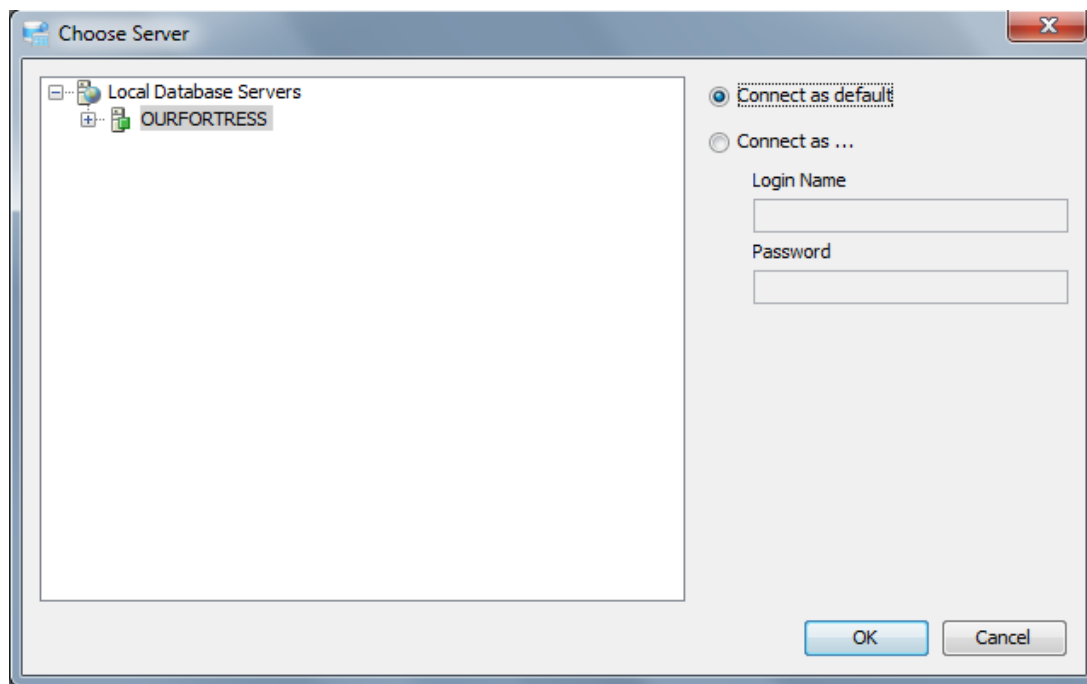 Choose Server
Local Database Servers
OURFORTRESS
Connect as default
Connect as ...
Login Name
Password
OK
Cancel